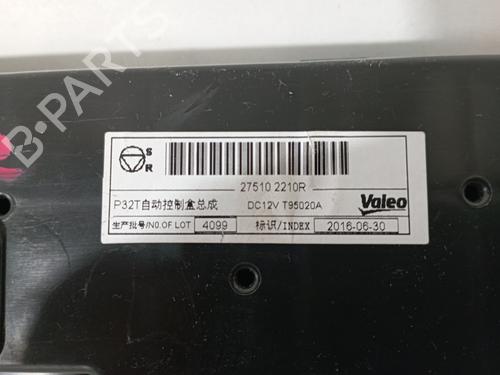 B-PARTS
S
R
27510 2210R
P32T自动控制盒总成 DC12V T95020A Valeo
生产批号/NO.OF LOT 4099 标识/INDEX 2016-06-30